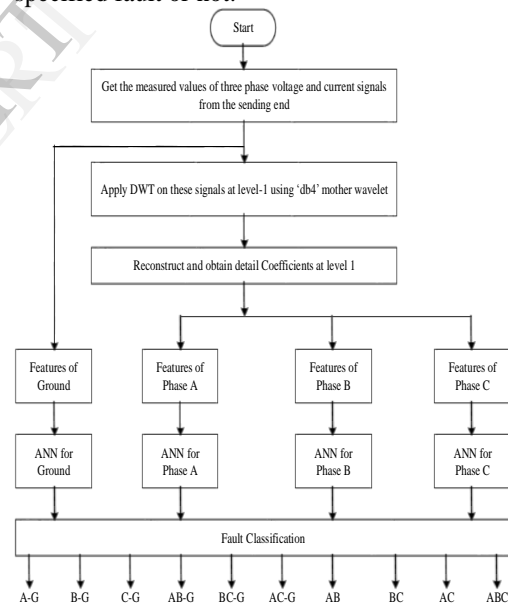 specified fault or not.
Start
Get the measured values of three phase voltage and current signals
from the sending end
Apply DWT on these signals at level-1 using ‘db4’ mother wavelet
Reconstruct and obtain detail Coefficients at level 1
Features of
Ground
Features of
Phase A
Features of
Phase B
Features of
Phase C
ANN for
Ground
ANN for
Phase A
ANN for
Phase B
ANN for
Phase C
Fault Classification
A-G B-G C-G AB-G BC-G AC-G AB BC AC ABC